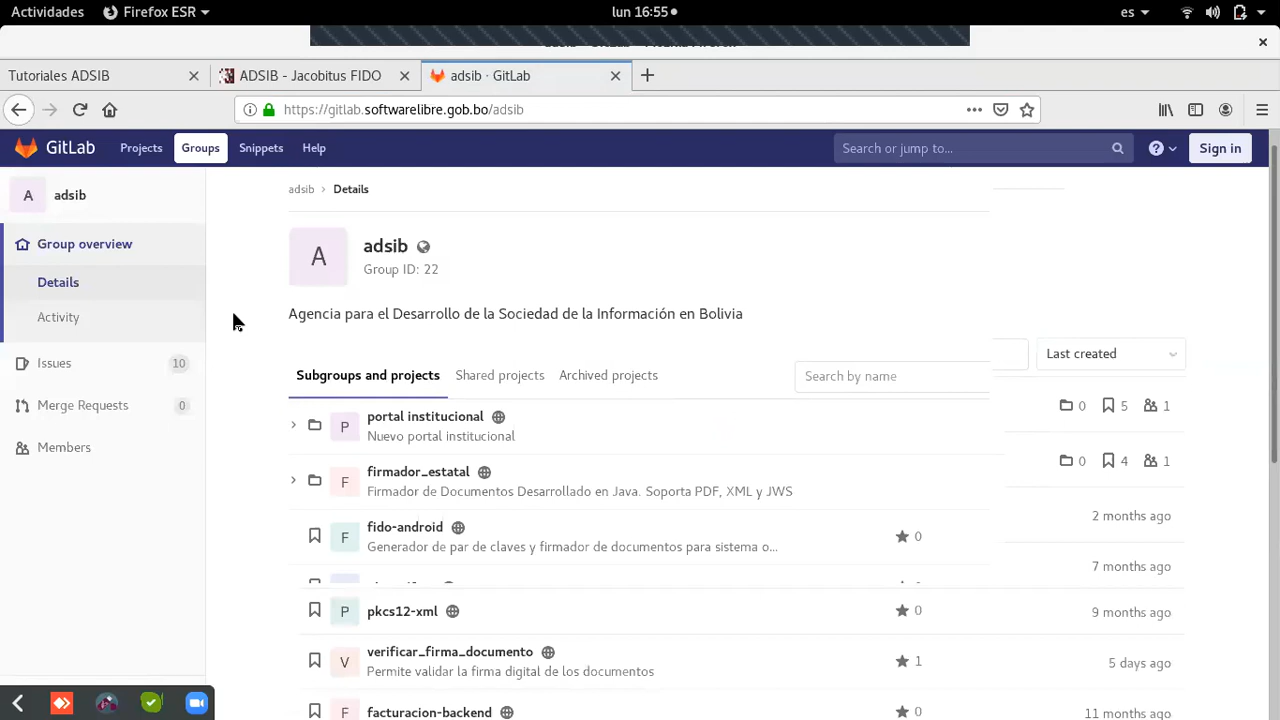 Actividades Firefox ESR lun 16:55 es
Tutoriales ADSIB ADSIB - Jacobitus FIDO adsib · GitLab
https://gitlab.softwarelibre.gob.bo/adsib
GitLab Projects Groups Snippets Help Search or jump to... Sign in
A adsib
Group overview
Details
Activity
Issues 10
Merge Requests 0
Members
adsib › Details
A adsib
Group ID: 22
Agencia para el Desarrollo de la Sociedad de la Información en Bolivia
Subgroups and projects Shared projects Archived projects Search by name Last created
P portal institucional 0 5 1
Nuevo portal institucional
F firmador_estatal 0 4 1
Firmador de Documentos Desarrollado en Java. Soporta PDF, XML y JWS
F fido-android 0 2 months ago
Generador de par de claves y firmador de documentos para sistema o...
7 months ago
P pkcs12-xml 0 9 months ago
V verificar_firma_documento 1 5 days ago
Permite validar la firma digital de los documentos
F facturacion-backend 0 11 months ago